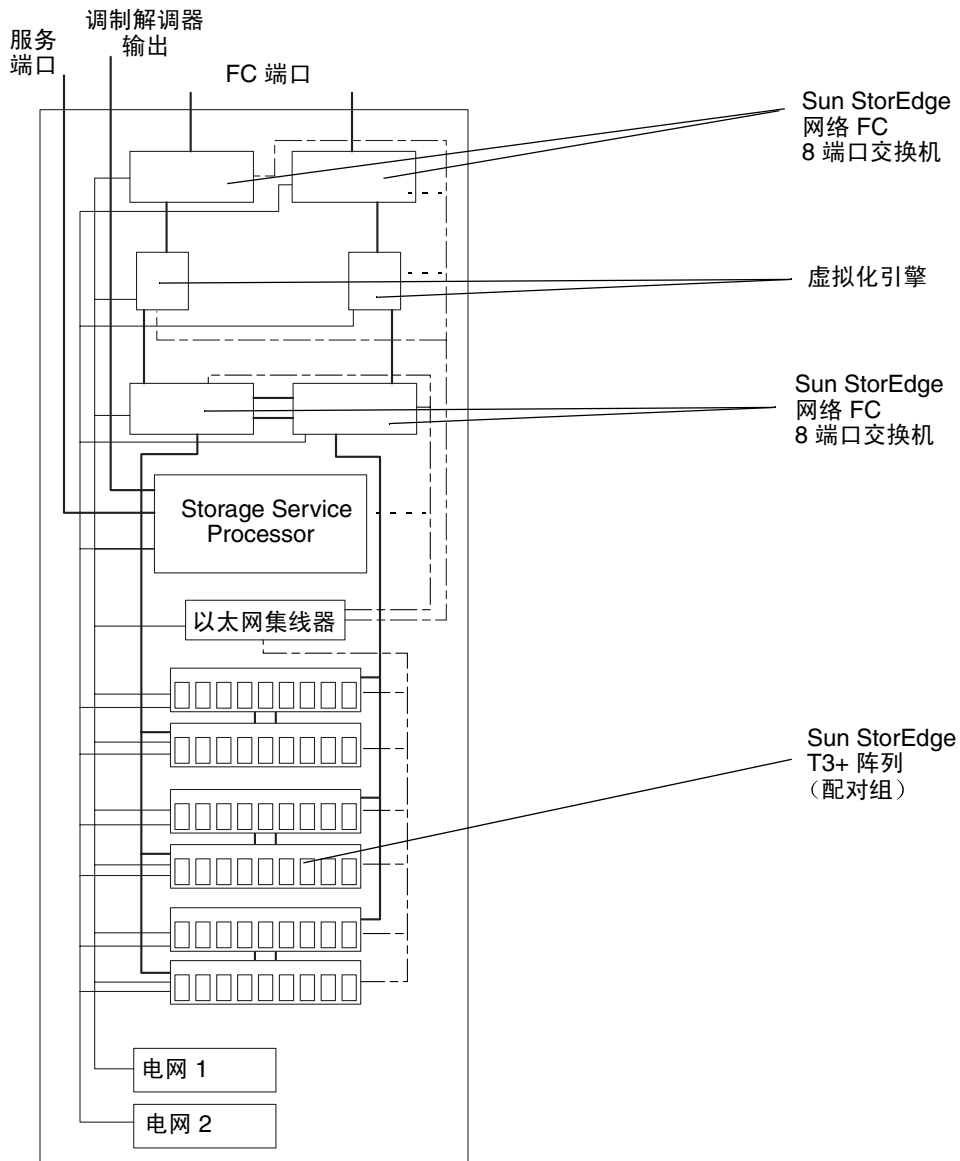 服务
端口
调制解调器
输出
FC 端口
Sun StorEdge
网络 FC
8 端口交换机
虚拟化引擎
Sun StorEdge
网络 FC
8 端口交换机
Storage Service
Processor
以太网集线器
Sun StorEdge
T3+ 阵列
（配对组）
电网 1
电网 2